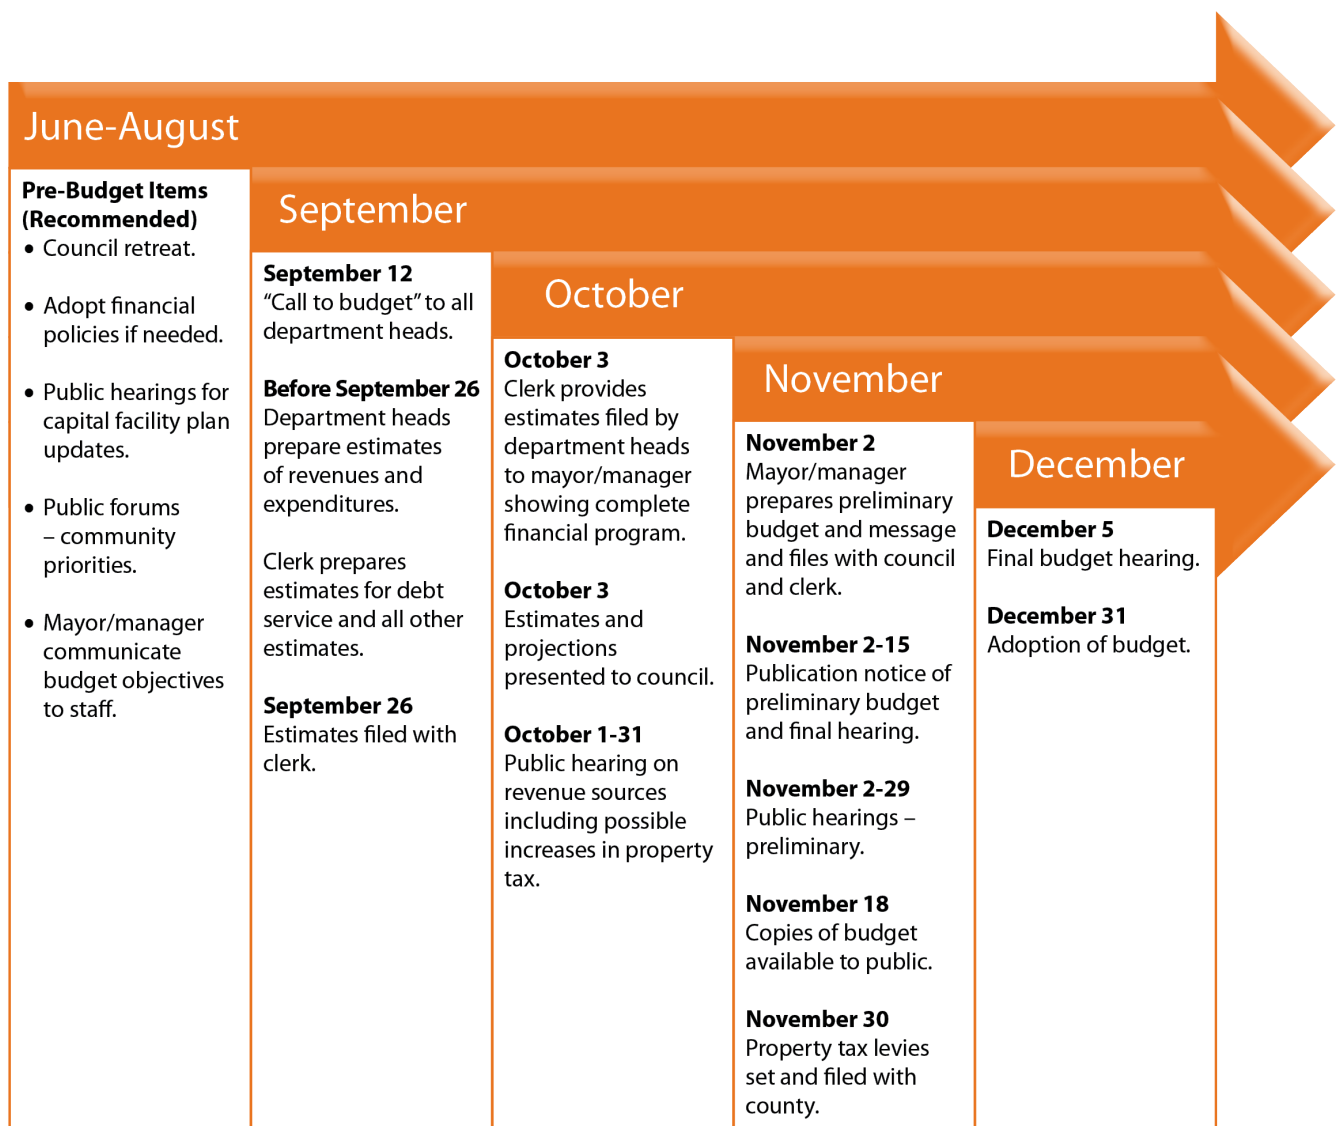 June-August
Pre-Budget Items
(Recommended)
• Council retreat.
• Adopt financial
policies if needed.
• Public hearings for
capital facility plan
updates.
• Public forums
– community
priorities.
• Mayor/manager
communicate
budget objectives
to staff.
September
September 12
“Call to budget” to all
department heads.
Before September 26
Department heads
prepare estimates
of revenues and
expenditures.
Clerk prepares
estimates for debt
service and all other
estimates.
September 26
Estimates filed with
clerk.
October
October 3
Clerk provides
estimates filed by
department heads
to mayor/manager
showing complete
financial program.
October 3
Estimates and
projections
presented to council.
October 1-31
Public hearing on
revenue sources
including possible
increases in property
tax.
November
November 2
Mayor/manager
prepares preliminary
budget and message
and files with council
and clerk.
November 2-15
Publication notice of
preliminary budget
and final hearing.
November 2-29
Public hearings –
preliminary.
November 18
Copies of budget
available to public.
November 30
Property tax levies
set and filed with
county.
December
December 5
Final budget hearing.
December 31
Adoption of budget.